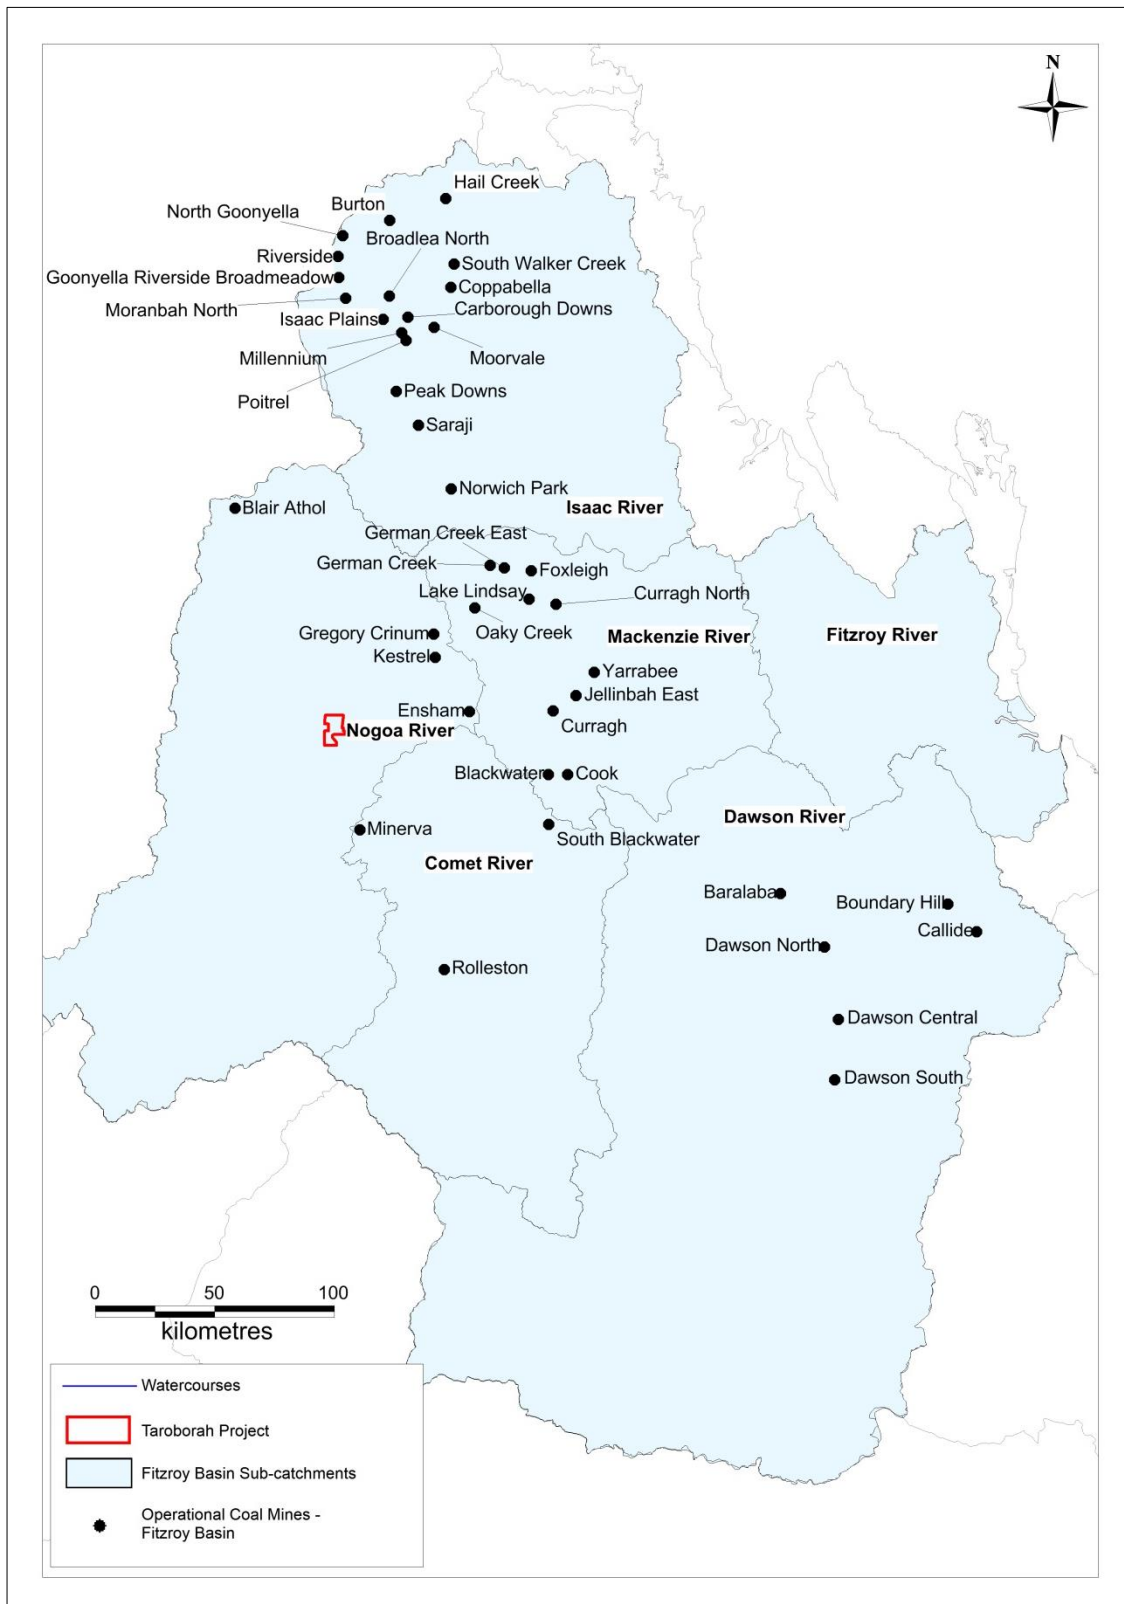 N
Hail Creek
Burton
North Goonyella
Broadlea North
Riverside
South Walker Creek
Goonyella Riverside Broadmeadow
Coppabella
Moranbah North
Carborough Downs
Isaac Plains
Millennium
Moorvale
Poitrel
Peak Downs
Saraji
Norwich Park
Isaac River
Blair Athol
German Creek East
German Creek
Foxleigh
Lake Lindsay
Curragh North
Oaky Creek
Gregory Crinum
Mackenzie River
Fitzroy River
Kestrel
Yarrabee
Jellinbah East
Ensham
Curragh
Nogoa River
Blackwater
Cook
Dawson River
Minerva
South Blackwater
Comet River
Baralaba
Boundary Hill
Callide
Dawson North
Rolleston
Dawson Central
Dawson South
0 50 100
kilometres
Watercourses
Taroborah Project
Fitzroy Basin Sub-catchments
Operational Coal Mines -
Fitzroy Basin